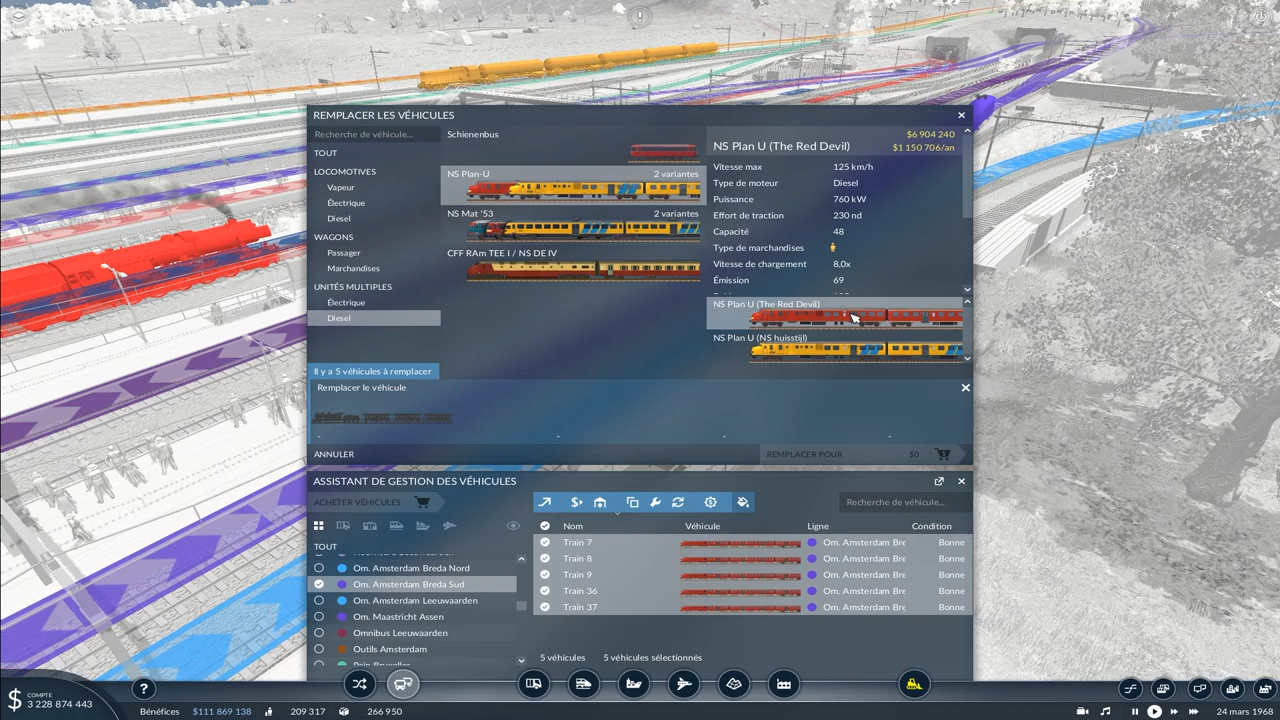 REMPLACER LES VÉHICULES
Recherche de véhicule...
TOUT
LOCOMOTIVES
Vapeur
Électrique
Diesel
WAGONS
Passager
Marchandises
UNITÉS MULTIPLES
Électrique
Diesel
Schienenbus
NS Plan-U 2 variantes
NS Mat '53 2 variantes
CFF RAm TEE I / NS DE IV
$6 904 240
NS Plan U (The Red Devil) $1 150 706/an
Vitesse max 125 km/h
Type de moteur Diesel
Puissance 760 kW
Effort de traction 230 nd
Capacité 48
Type de marchandises
Vitesse de chargement 8,0x
Émission 69
NS Plan U (The Red Devil)
NS Plan U (NS huisstijl)
Il y a 5 véhicules à remplacer
Remplacer le véhicule
- - - -
ANNULER
REMPLACER POUR $0
ASSISTANT DE GESTION DES VÉHICULES
ACHETER VÉHICULES
Recherche de véhicule...
TOUT
Om. Amsterdam Breda Nord
Om. Amsterdam Breda Sud
Om. Amsterdam Leeuwaarden
Om. Maastricht Assen
Omnibus Leeuwaarden
Outils Amsterdam
Nom Véhicule Ligne Condition
Train 7 Om. Amsterdam Bre Bonne
Train 8 Om. Amsterdam Bre Bonne
Train 9 Om. Amsterdam Bre Bonne
Train 36 Om. Amsterdam Bre Bonne
Train 37 Om. Amsterdam Bre Bonne
5 véhicules 5 véhicules sélectionnés
$ COMPTE
3 228 874 443
?
Bénéfices $111 869 138 209 317 266 950
24 mars 1968